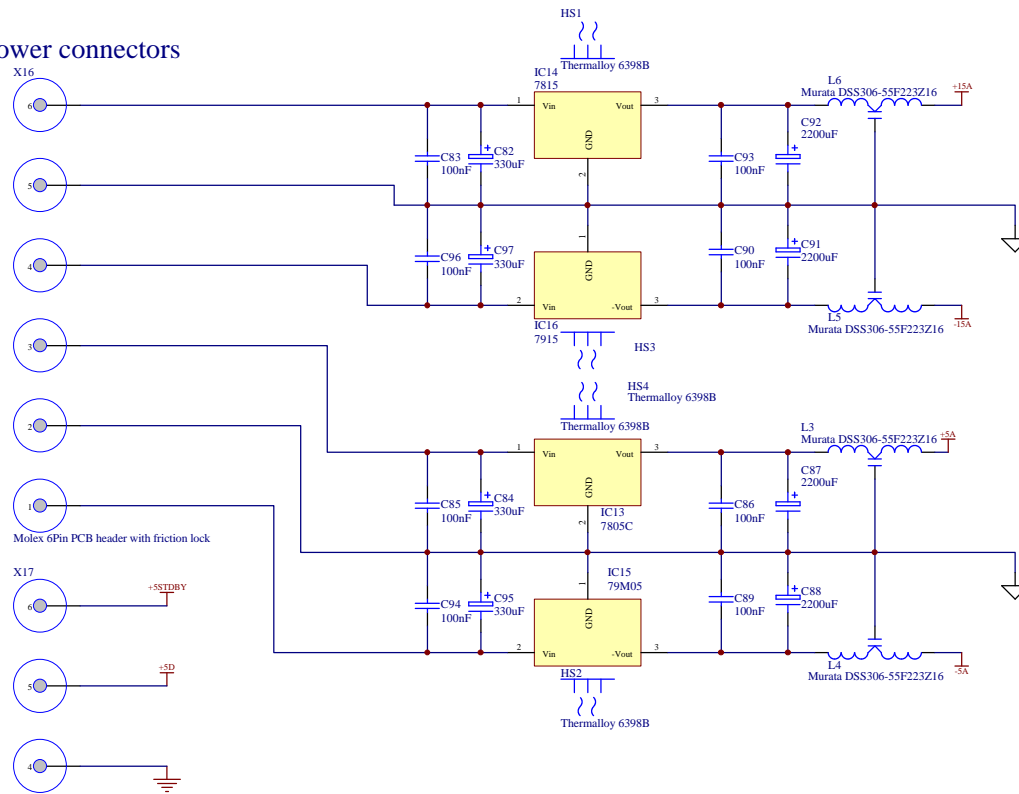 ower connectors
HS1
Thermalloy 6398B
X16
6
5
4
3
2
1
Molex 6Pin PCB header with friction lock
IC14
7815
1
Vin
Vout
3
GND
2
C83
100nF
C82
330uF
C93
100nF
C92
2200uF
L6
Murata DSS306-55F223Z16
+15A
C96
100nF
C97
330uF
1
GND
2
Vin
-Vout
3
IC16
7915
C90
100nF
C91
2200uF
L5
Murata DSS306-55F223Z16
-15A
HS3
HS4
Thermalloy 6398B
Thermalloy 6398B
1
Vin
Vout
3
GND
2
IC13
7805C
C85
100nF
C84
330uF
C86
100nF
C87
2200uF
L3
Murata DSS306-55F223Z16
+5A
IC15
79M05
1
GND
2
Vin
-Vout
3
C94
100nF
C95
330uF
C89
100nF
C88
2200uF
L4
Murata DSS306-55F223Z16
-5A
HS2
Thermalloy 6398B
X17
6
+5STDBY
5
+5D
4